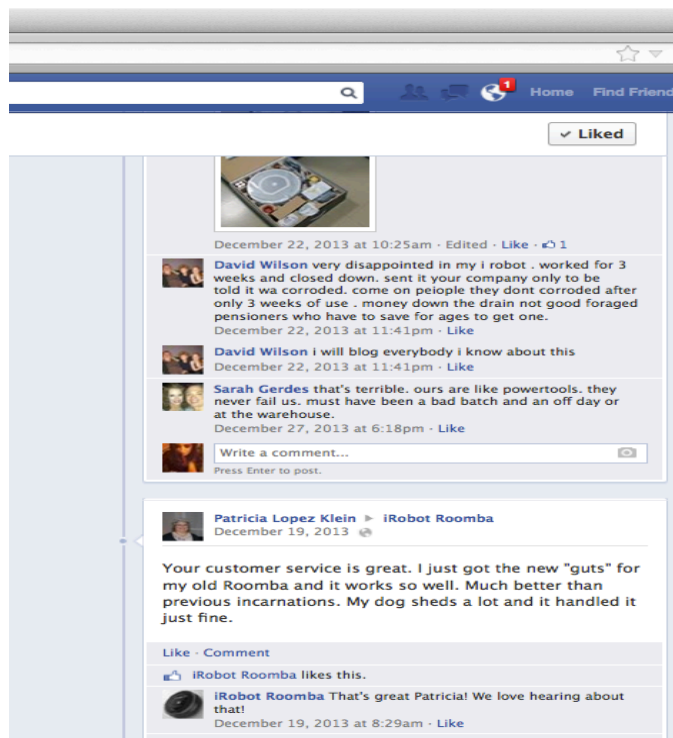 1
Home Find Friend
Liked
December 22, 2013 at 10:25am · Edited · Like · 1
David Wilson very disappointed in my i robot . worked for 3
weeks and closed down. sent it your company only to be
told it wa corroded. come on peiople they dont corroded after
only 3 weeks of use . money down the drain not good foraged
pensioners who have to save for ages to get one.
December 22, 2013 at 11:41pm · Like
David Wilson i will blog everybody i know about this
December 22, 2013 at 11:41pm · Like
Sarah Gerdes that's terrible. ours are like powertools. they
never fail us. must have been a bad batch and an off day or
at the warehouse.
December 27, 2013 at 6:18pm · Like
Write a comment...
Press Enter to post.
Patricia Lopez Klein iRobot Roomba
December 19, 2013
Your customer service is great. I just got the new "guts" for
my old Roomba and it works so well. Much better than
previous incarnations. My dog sheds a lot and it handled it
just fine.
Like · Comment
iRobot Roomba likes this.
iRobot Roomba That's great Patricia! We love hearing about
that!
December 19, 2013 at 8:29am · Like